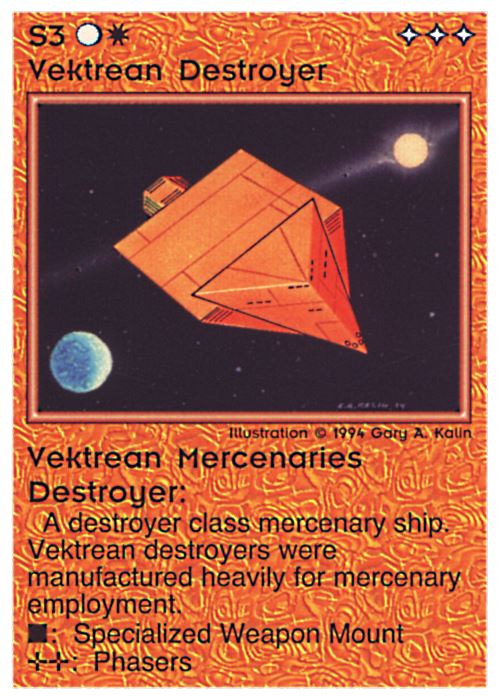 S3
Vektrean Destroyer
Illustration © 1994 Gary A. Kalin
Vektrean Mercenaries
Destroyer:
A destroyer class mercenary ship.
Vektrean destroyers were
manufactured heavily for mercenary
employment.
■: Specialized Weapon Mount
✛✛: Phasers